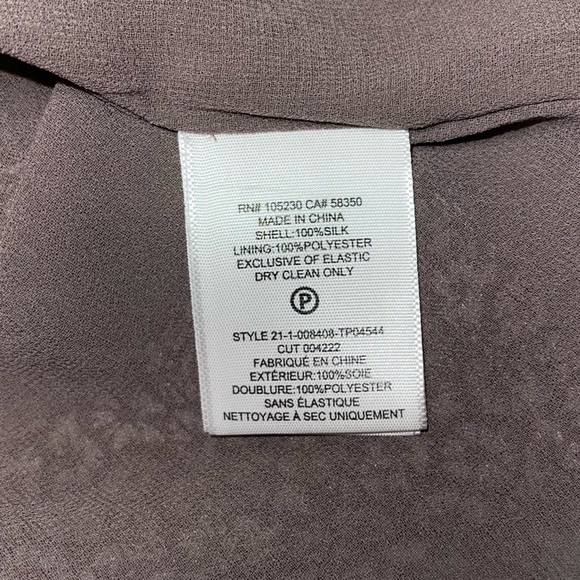 RN# 105230 CA# 58350
MADE IN CHINA
SHELL:100%SILK
LINING:100%POLYESTER
EXCLUSIVE OF ELASTIC
DRY CLEAN ONLY
P
STYLE 21-1-008408-TP04544
CUT 004222
FABRIQUÉ EN CHINE
EXTÉRIEUR:100%SOIE
DOUBLURE:100%POLYESTER
SANS ÉLASTIQUE
NETTOYAGE À SEC UNIQUEMENT